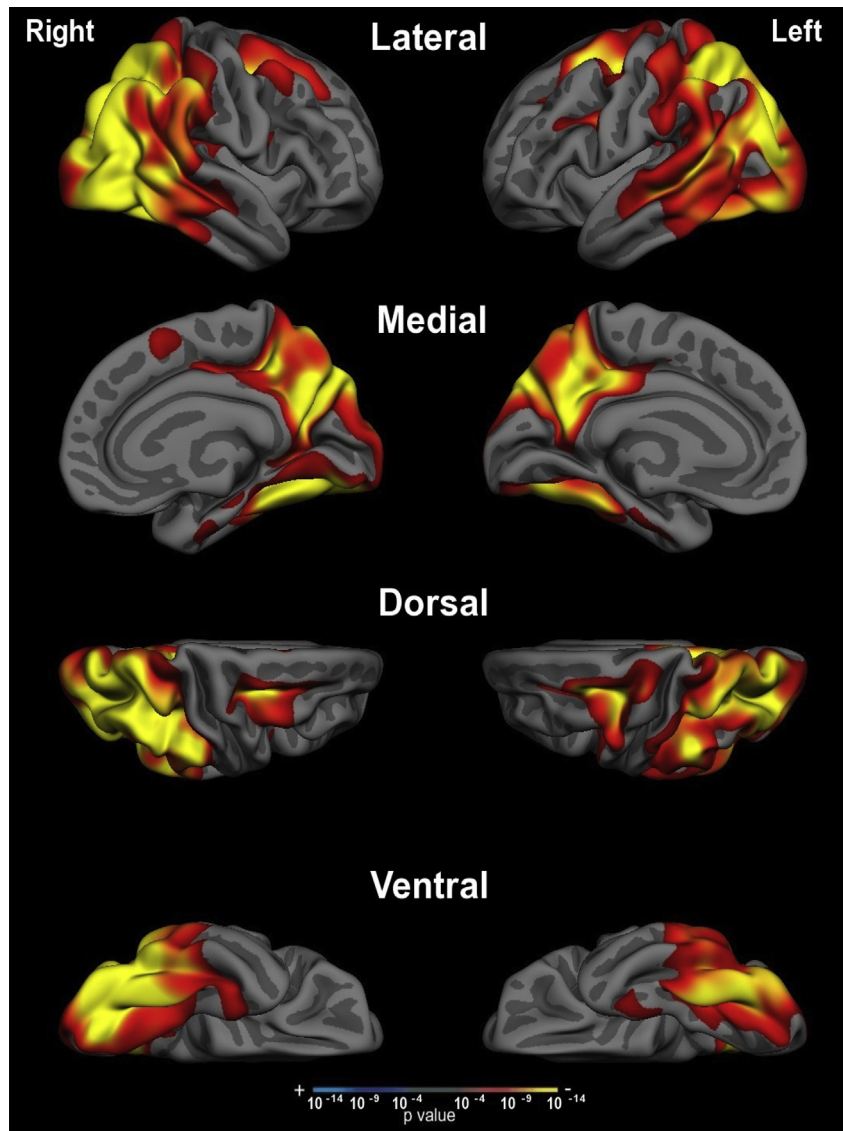 Right Lateral Left
Medial
Dorsal
Ventral
+ −
10⁻¹⁴ 10⁻⁹ 10⁻⁴ 10⁻⁴ 10⁻⁹ 10⁻¹⁴
p value